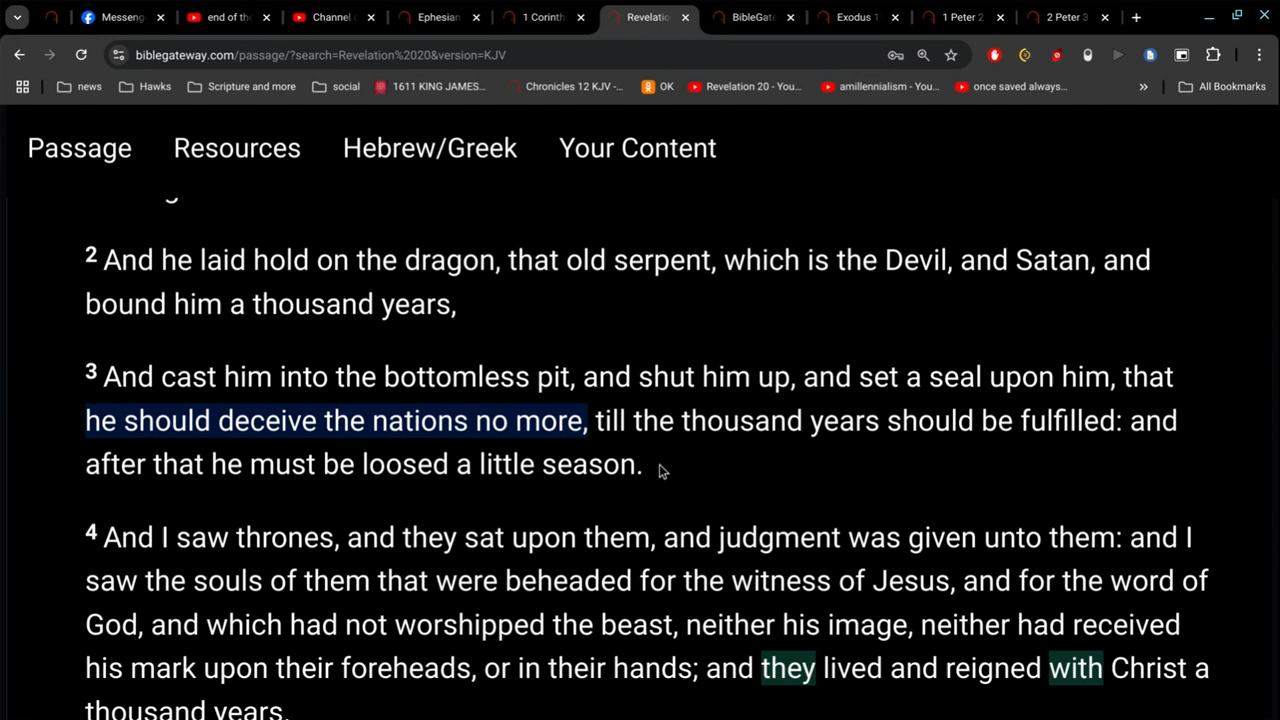 Messeng
end of the
Channel
Ephesian
1 Corinth
Revelatio
BibleGat
Exodus 1
1 Peter 2
2 Peter 3
biblegateway.com/passage/?search=Revelation%2020&version=KJV
news
Hawks
Scripture and more
social
1611 KING JAMES...
Chronicles 12 KJV -...
OK
Revelation 20 - You...
amillennialism - You...
once saved always...
»
All Bookmarks
Passage Resources Hebrew/Greek Your Content
2 And he laid hold on the dragon, that old serpent, which is the Devil, and Satan, and
bound him a thousand years,
3 And cast him into the bottomless pit, and shut him up, and set a seal upon him, that
he should deceive the nations no more, till the thousand years should be fulfilled: and
after that he must be loosed a little season.
4 And I saw thrones, and they sat upon them, and judgment was given unto them: and I
saw the souls of them that were beheaded for the witness of Jesus, and for the word of
God, and which had not worshipped the beast, neither his image, neither had received
his mark upon their foreheads, or in their hands; and they lived and reigned with Christ a
thousand years.